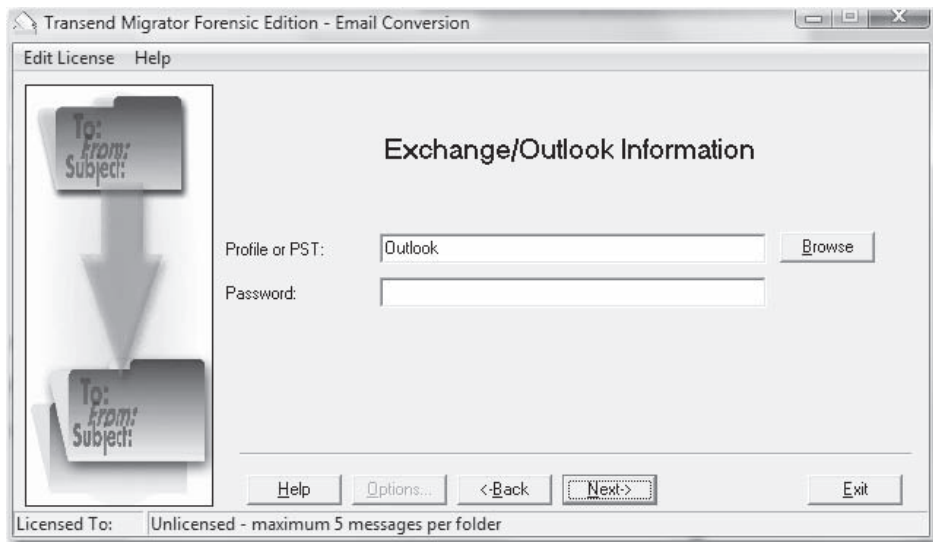 Transend Migrator Forensic Edition - Email Conversion
Edit License Help
To:
From:
Subject:
Exchange/Outlook Information
Profile or PST: Outlook Browse
Password:
To:
From:
Subject:
Help Options... <-Back Next-> Exit
Licensed To: Unlicensed - maximum 5 messages per folder